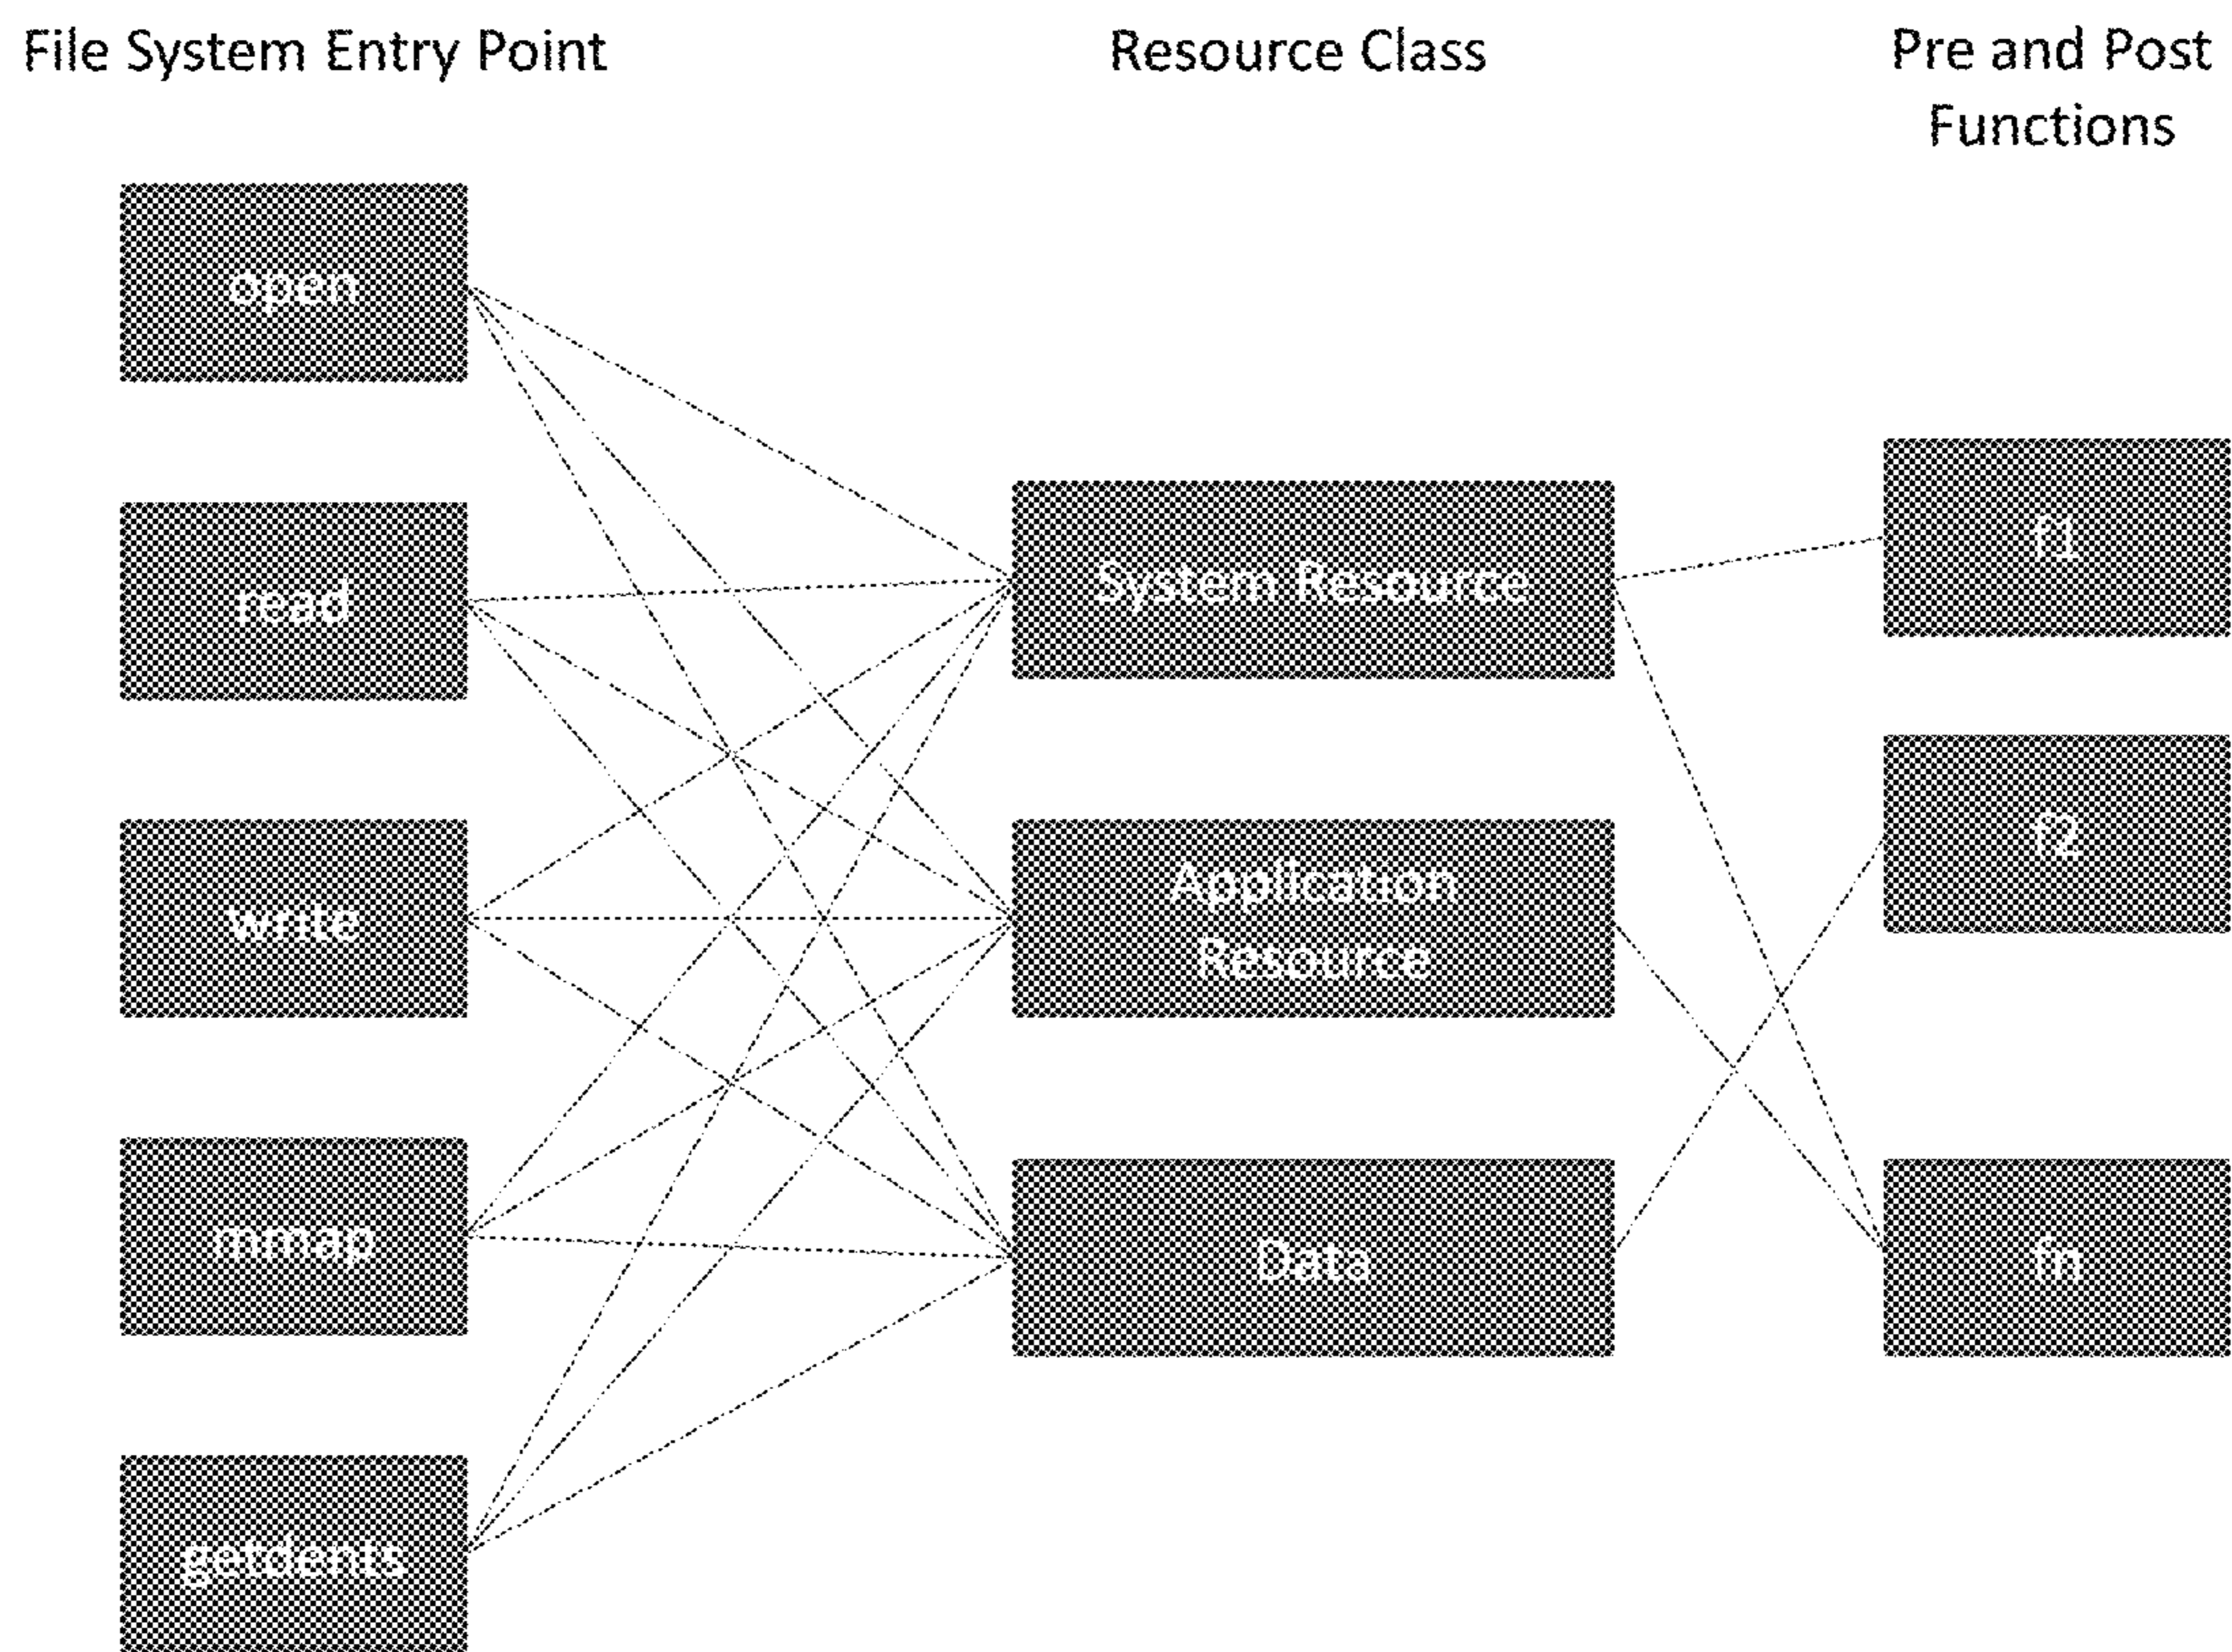 File System Entry Point
Resource Class
Pre and Post
Functions
open
read
write
mmap
getdents
System Resource
Application
Resource
Data
f1
f2
fn